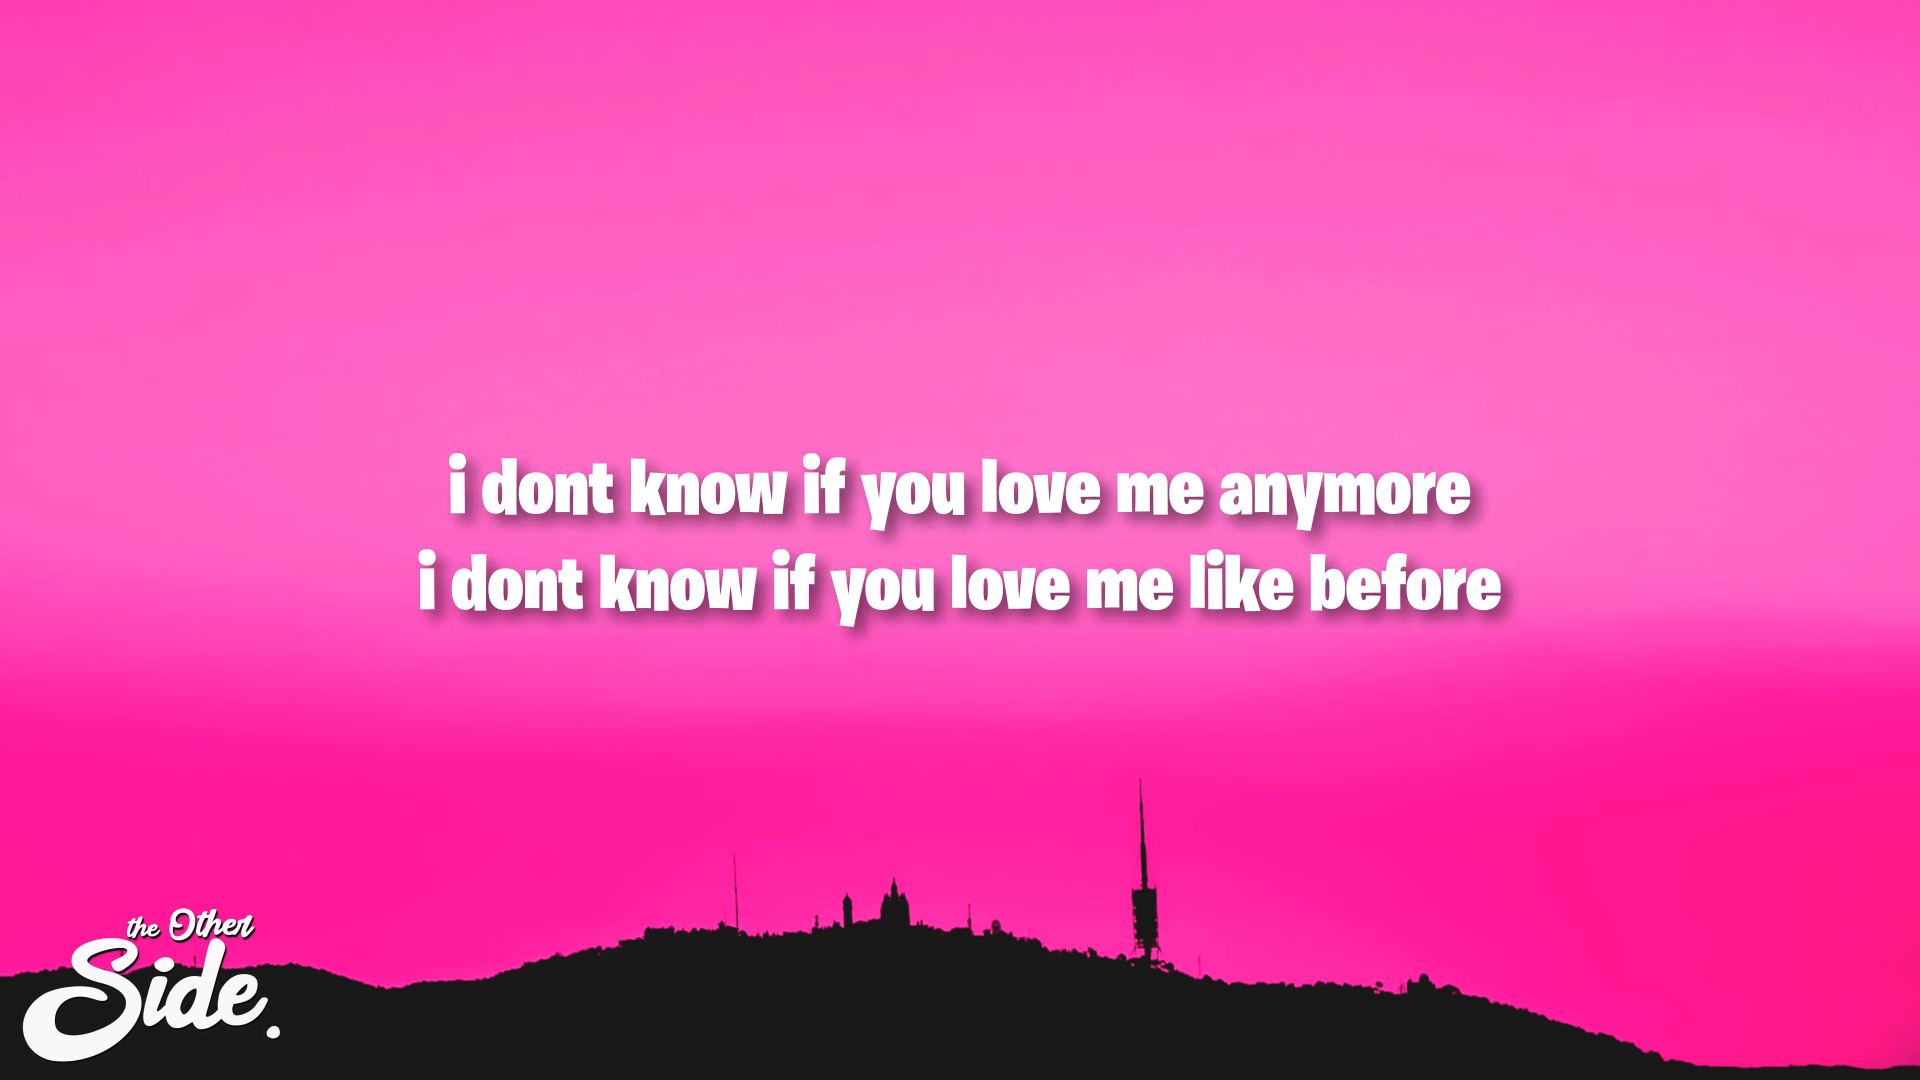 i dont know if you love me anymore
i dont know if you love me like before
the Other
Side.